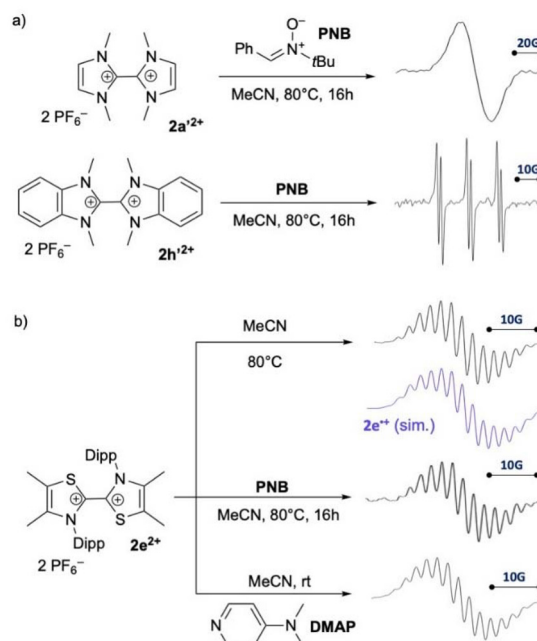 a)
O⁻
PNB
Ph N⁺ tBu
20G
MeCN, 80°C, 16h
N N
⊕ ⊕
N N
2 PF₆⁻ 2a'²⁺
10G
PNB
MeCN, 80°C, 16h
N N
⊕ ⊕
N N
2 PF₆⁻ 2h'²⁺
b)
MeCN
80°C
10G
2e•⁺ (sim.)
Dipp
S N
⊕ ⊕
N S
Dipp
2 PF₆⁻ 2e²⁺
PNB
MeCN, 80°C, 16h
10G
MeCN, rt
N N DMAP
10G